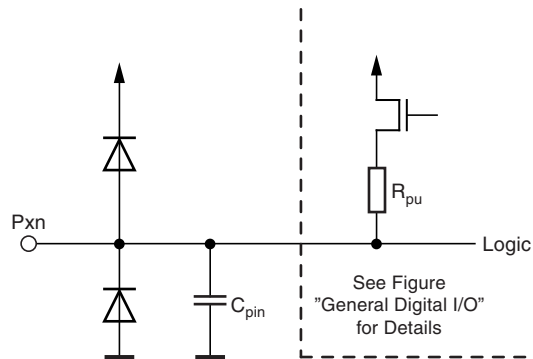 Pxn
C_pin
R_pu
Logic
See Figure
"General Digital I/O"
for Details